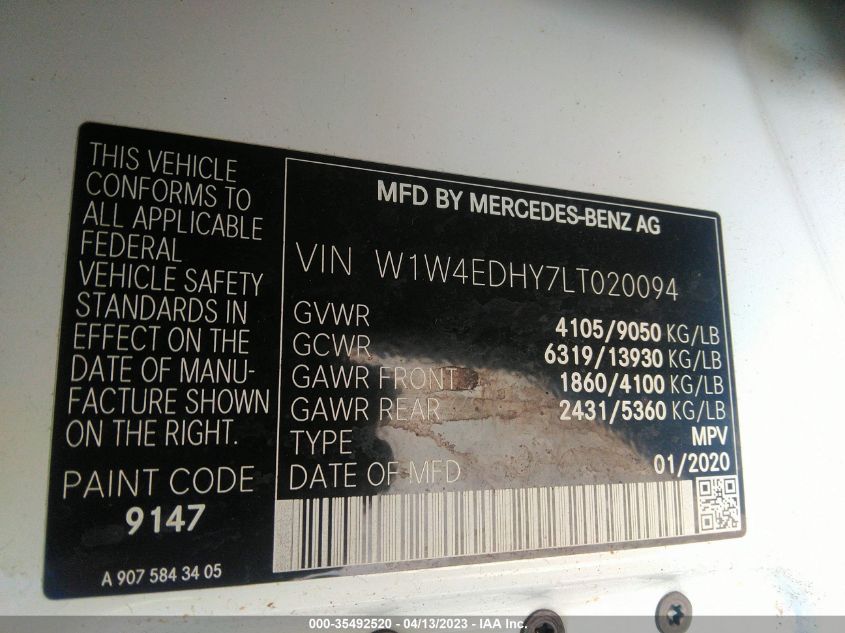 THIS VEHICLE
CONFORMS TO
ALL APPLICABLE
FEDERAL
VEHICLE SAFETY
STANDARDS IN
EFFECT ON THE
DATE OF MANU-
FACTURE SHOWN
ON THE RIGHT.
PAINT CODE
9147
A 907 584 34 05
MFD BY MERCEDES-BENZ AG
VIN W1W4EDHY7LT020094
GVWR 4105/9050 KG/LB
GCWR 6319/13930 KG/LB
GAWR FRONT 1860/4100 KG/LB
GAWR REAR 2431/5360 KG/LB
TYPE MPV
DATE OF MFD 01/2020
000-35492520 - 04/13/2023 - IAA Inc.